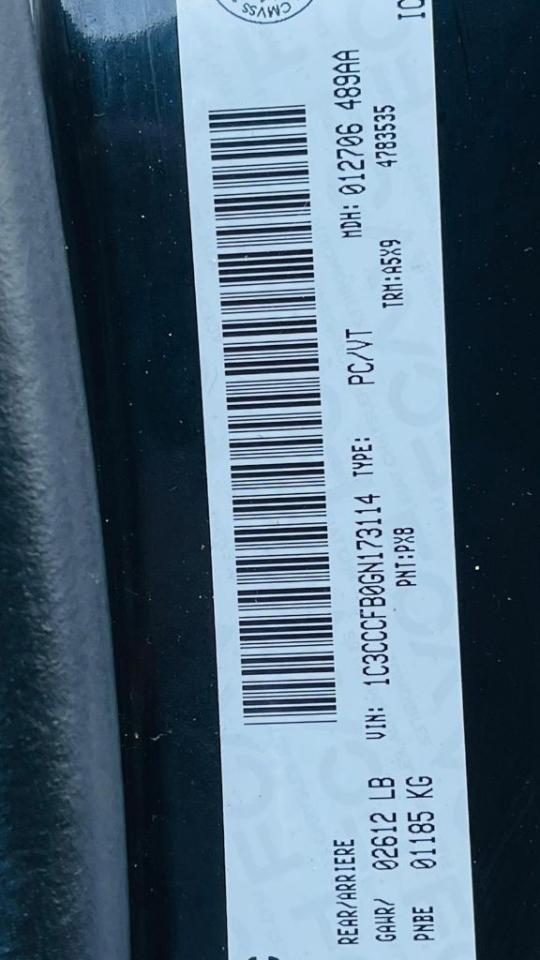 CMVSS
REAR/ARRIERE
GAWR/ 02612 LB
PNBE 01185 KG
VIN: 1C3CCCFB0GN173114 TYPE: PC/VT MDH: 012706 489AA
PNT:PX8 TRM:A5X9 4783535